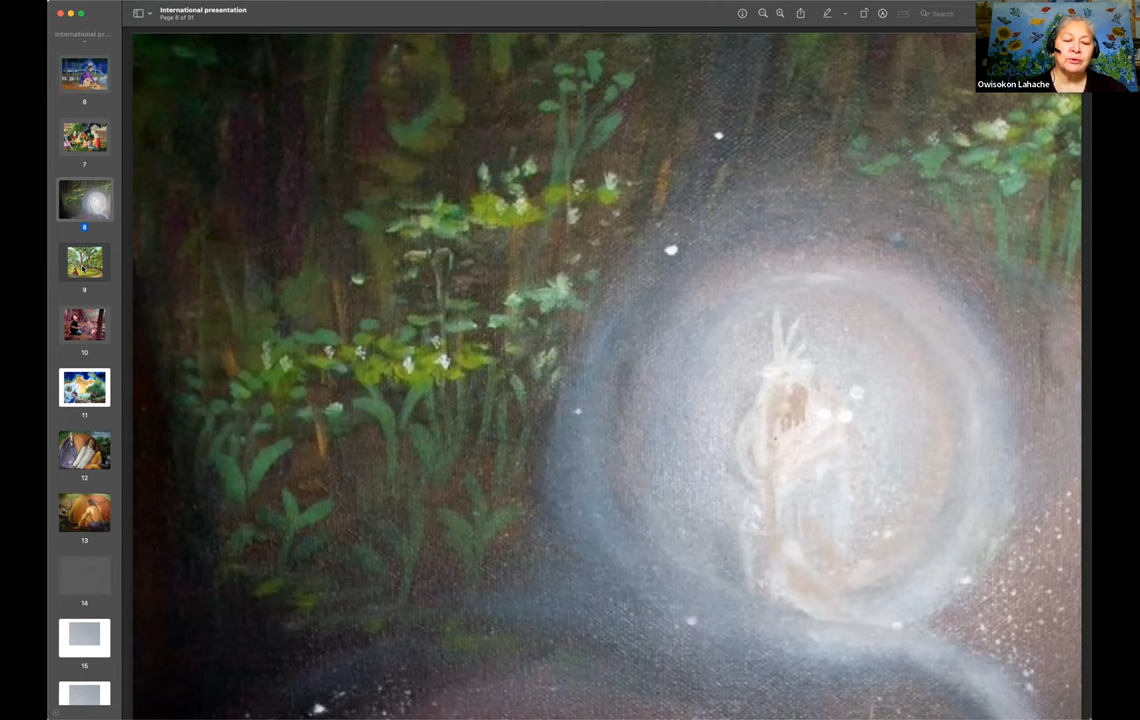 International presentation
Page 8 of 31
Search
International pr...
Owisokon Lahache
6
7
8
9
10
11
12
13
14
15